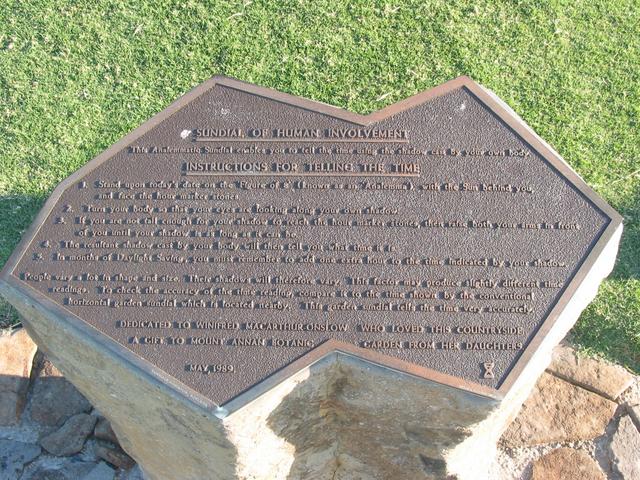 SUNDIAL OF HUMAN INVOLVEMENT
This Analemmatic Sundial enables you to tell the time using the shadow cast by your own body.
INSTRUCTIONS FOR TELLING THE TIME
1. Stand upon today's date on the 'Figure of 8' (known as an 'Analemma'), with the Sun behind you,
and face the hour marker stones.
2. Turn your body so that your eyes are looking along your own shadow.
3. If you are not tall enough for your shadow to reach the hour marker stones, then raise both your arms in front
of you until your shadow is as long as it can be.
4. The resultant shadow cast by your body will then tell you what time it is.
5. In months of Daylight Saving, you must remember to add one extra hour to the time indicated by your shadow.
People vary a lot in shape and size. Their shadows will therefore vary. This factor may produce slightly different time
readings. To check the accuracy of the time reading, compare it to the time shown by the conventional
horizontal garden sundial which is located nearby. This garden sundial tells the time very accurately.
DEDICATED TO WINIFRED MACARTHUR-ONSLOW WHO LOVED THIS COUNTRYSIDE
A GIFT TO MOUNT ANNAN BOTANIC GARDEN FROM HER DAUGHTERS
MAY 1989